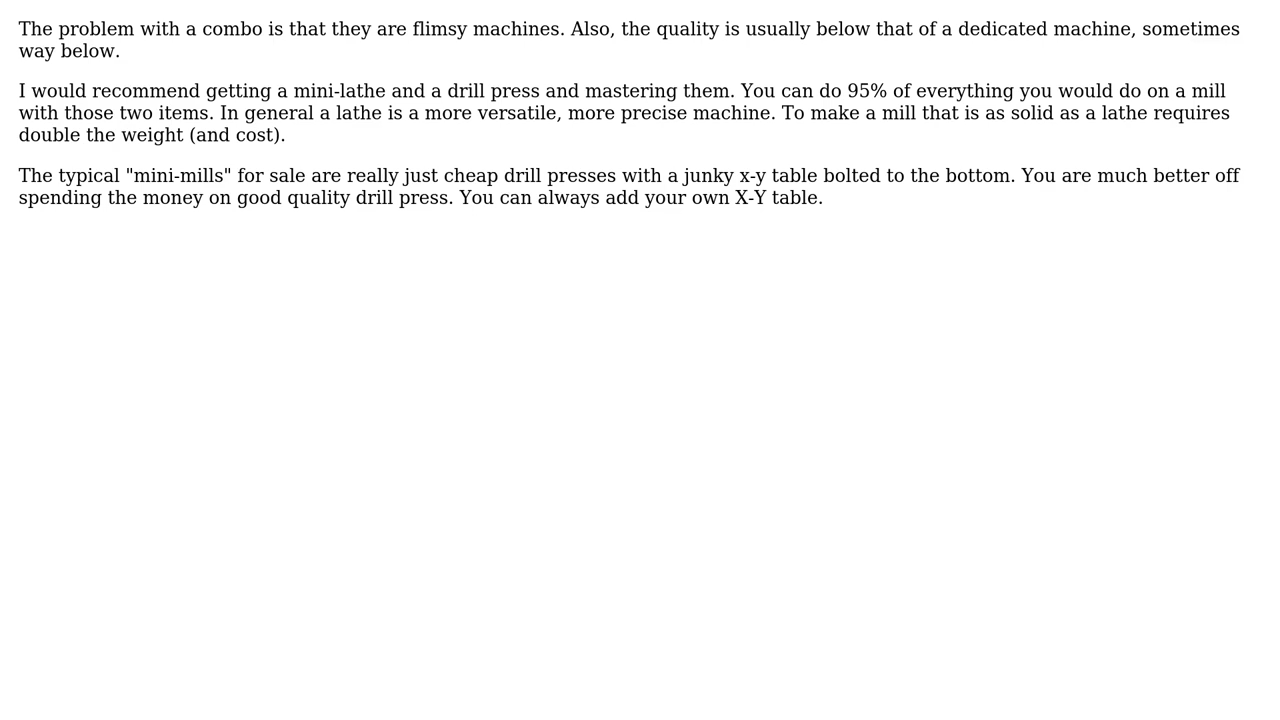 The problem with a combo is that they are flimsy machines. Also, the quality is usually below that of a dedicated machine, sometimes
way below.
I would recommend getting a mini-lathe and a drill press and mastering them. You can do 95% of everything you would do on a mill
with those two items. In general a lathe is a more versatile, more precise machine. To make a mill that is as solid as a lathe requires
double the weight (and cost).
The typical "mini-mills" for sale are really just cheap drill presses with a junky x-y table bolted to the bottom. You are much better off
spending the money on good quality drill press. You can always add your own X-Y table.